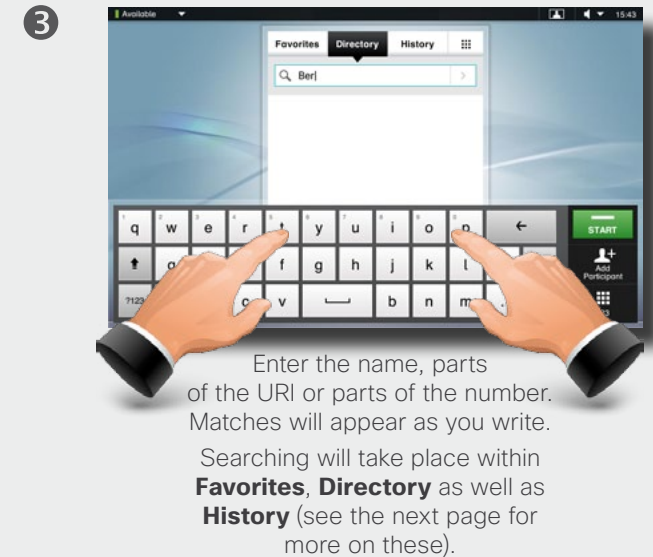 3
Available 15:43
Favorites Directory History
Ber
q w e r t y u i o p ←
START
f g h j k l
Add
Participant
?123 c v b n m
Enter the name, parts
of the URI or parts of the number.
Matches will appear as you write.
Searching will take place within
Favorites, Directory as well as
History (see the next page for
more on these).